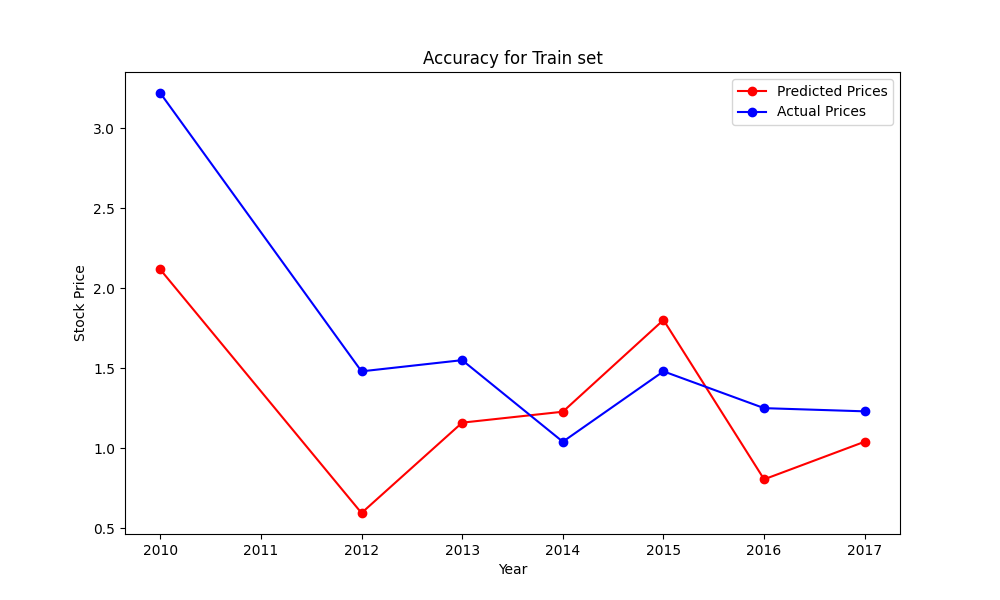 Accuracy for Train set
Predicted Prices
Actual Prices
3.0
2.5
2.0
1.5
1.0
0.5
Stock Price
2010 2011 2012 2013 2014 2015 2016 2017
Year